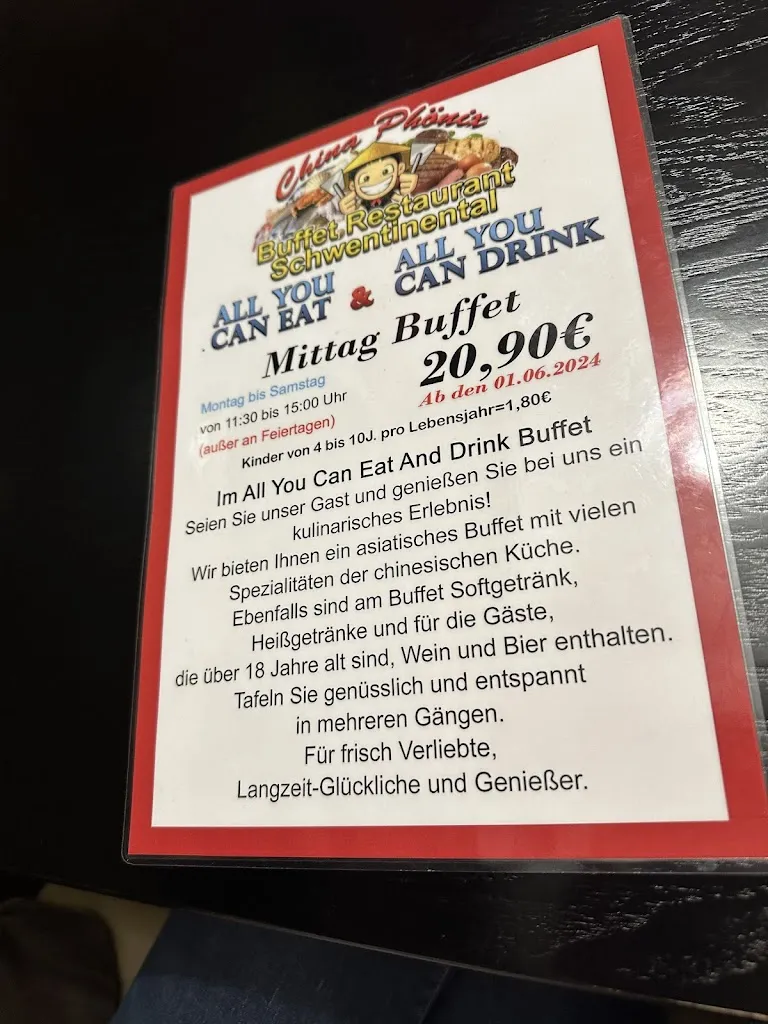 China Phönix
Buffet Restaurant
Schwentinental
ALL YOU
CAN EAT
&
ALL YOU
CAN DRINK
Mittag Buffet
Montag bis Samstag
von 11:30 bis 15:00 Uhr
(außer an Feiertagen)
20,90€
Ab den 01.06.2024
Kinder von 4 bis 10J. pro Lebensjahr=1,80€
Im All You Can Eat And Drink Buffet
Seien Sie unser Gast und genießen Sie bei uns ein
kulinarisches Erlebnis!
Wir bieten Ihnen ein asiatisches Buffet mit vielen
Spezialitäten der chinesischen Küche.
Ebenfalls sind am Buffet Softgetränk,
Heißgetränke und für die Gäste,
die über 18 Jahre alt sind, Wein und Bier enthalten.
Tafeln Sie genüsslich und entspannt
in mehreren Gängen.
Für frisch Verliebte,
Langzeit-Glückliche und Genießer.